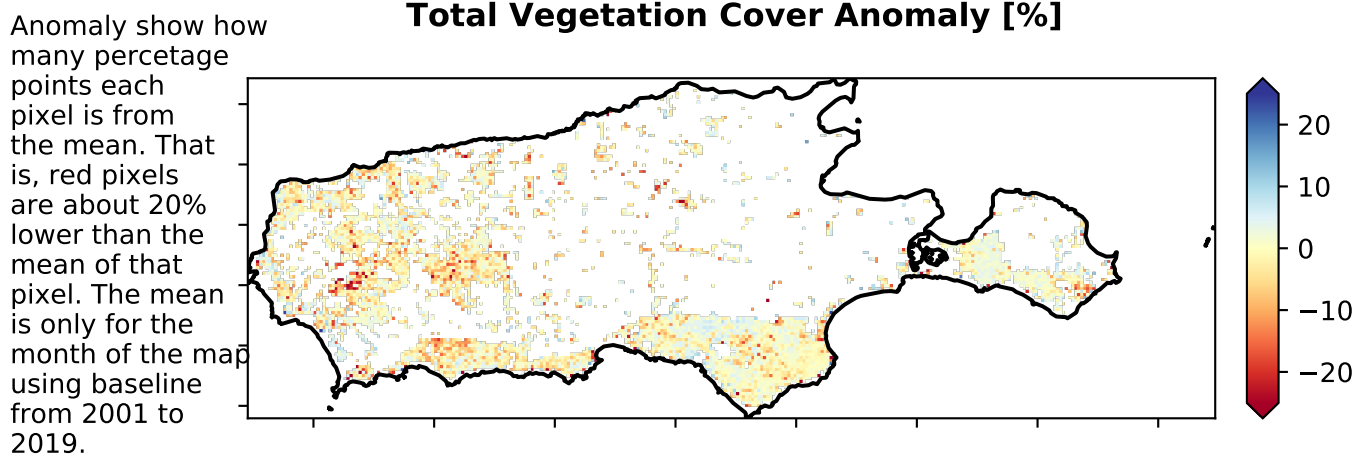 Total Vegetation Cover Anomaly [%]
Anomaly show how
many percetage
points each
pixel is from
the mean. That
is, red pixels
are about 20%
lower than the
mean of that
pixel. The mean
is only for the
month of the map
using baseline
from 2001 to
2019.
20
10
0
−10
−20